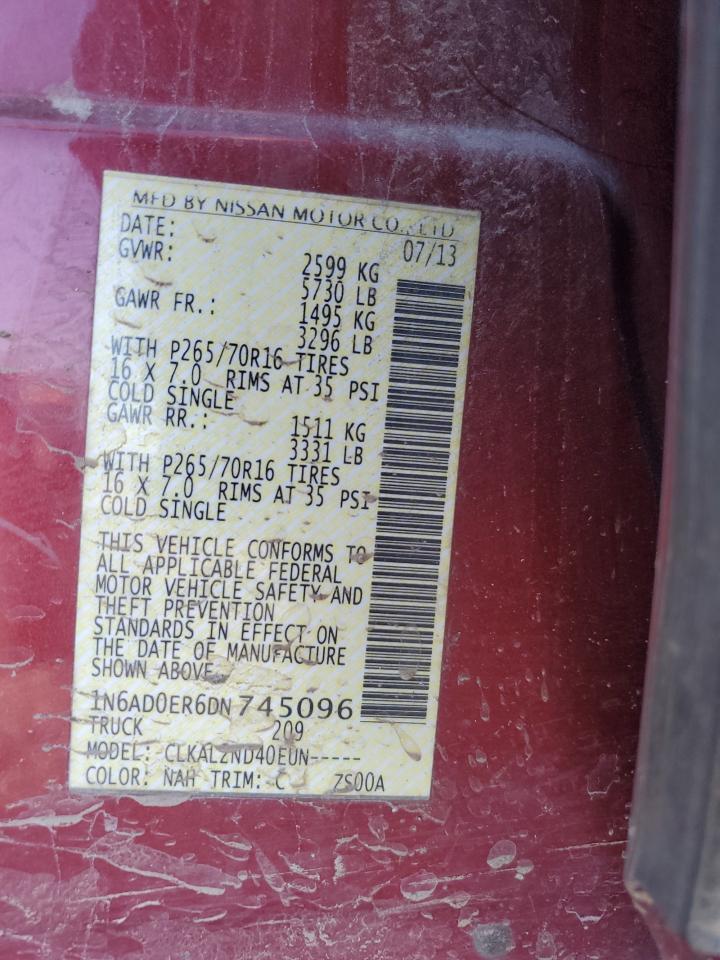 MFD BY NISSAN MOTOR CO., LTD
DATE: 07/13
GVWR: 2599 KG
5730 LB
GAWR FR.: 1495 KG
3296 LB
WITH P265/70R16 TIRES
16 X 7.0 RIMS AT 35 PSI
COLD SINGLE
GAWR RR.: 1511 KG
3331 LB
WITH P265/70R16 TIRES
16 X 7.0 RIMS AT 35 PSI
COLD SINGLE
THIS VEHICLE CONFORMS TO
ALL APPLICABLE FEDERAL
MOTOR VEHICLE SAFETY AND
THEFT PREVENTION
STANDARDS IN EFFECT ON
THE DATE OF MANUFACTURE
SHOWN ABOVE.
1N6AD0ER6DN745096
TRUCK 209
MODEL: CLKALZND40EUN-----
COLOR: NAH TRIM: C ZS00A